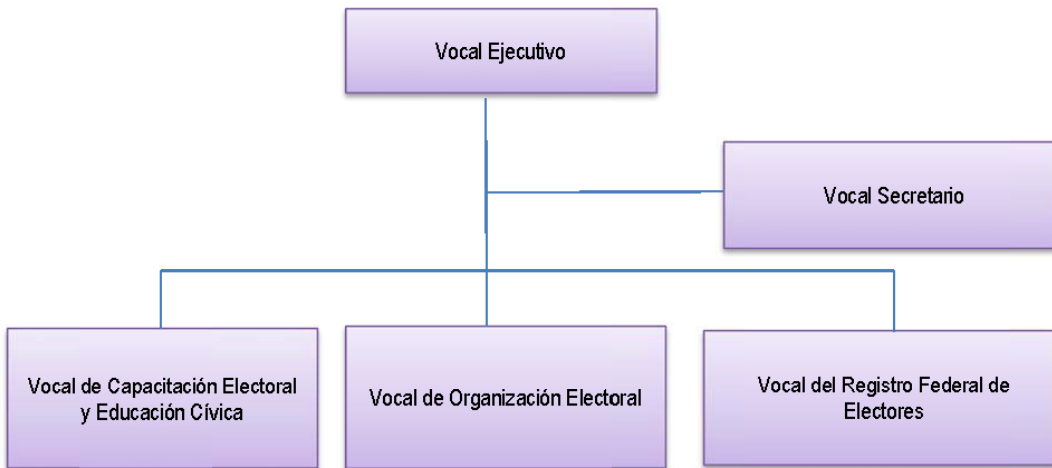 Vocal Ejecutivo
Vocal Secretario
Vocal de Capacitación Electoral
y Educación Cívica
Vocal de Organización Electoral
Vocal del Registro Federal de
Electores